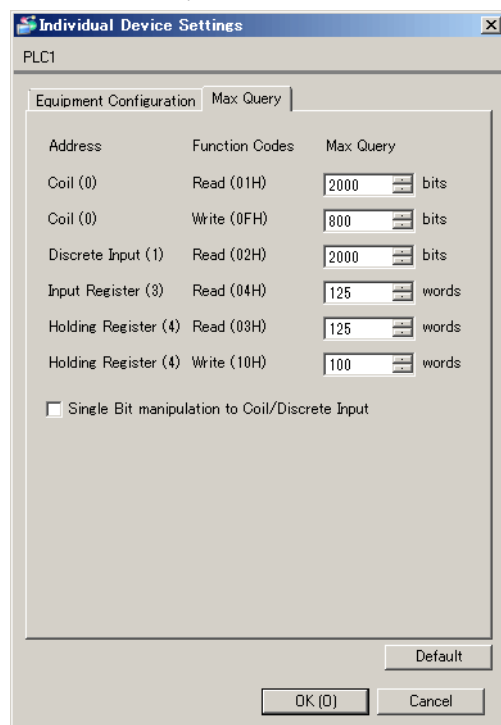 Individual Device Settings
PLC1
Equipment Configuration Max Query
Address Function Codes Max Query
Coil (0) Read (01H) 2000 bits
Coil (0) Write (0FH) 800 bits
Discrete Input (1) Read (02H) 2000 bits
Input Register (3) Read (04H) 125 words
Holding Register (4) Read (03H) 125 words
Holding Register (4) Write (10H) 100 words
Single Bit manipulation to Coil/Discrete Input
Default
OK (O) Cancel